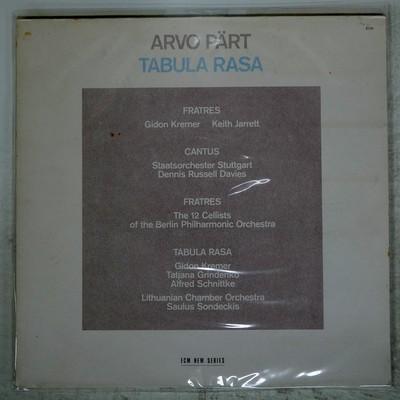 ARVO PÄRT
TABULA RASA
FRATRES
Gidon Kremer Keith Jarrett
CANTUS
Staatsorchester Stuttgart
Dennis Russell Davies
FRATRES
The 12 Cellists
of the Berlin Philharmonic Orchestra
TABULA RASA
Gidon Kremer
Tatjana Grindenko
Alfred Schnittke
Lithuanian Chamber Orchestra
Saulus Sondeckis
ECM NEW SERIES